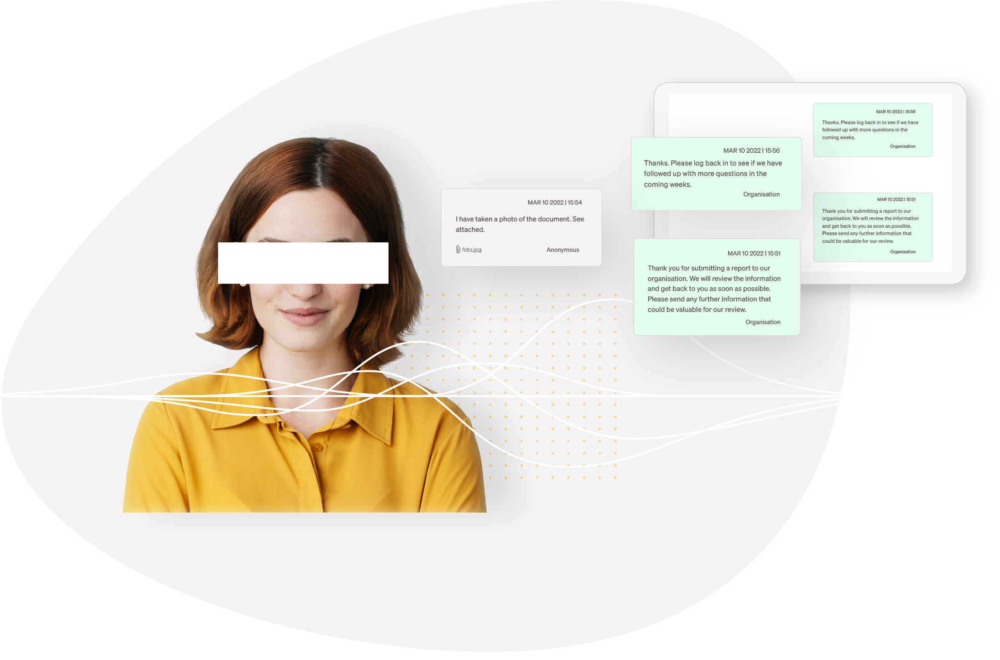 MAR 10 2022 | 15:54
I have taken a photo of the document. See
attached.
foto.jpg
Anonymous
MAR 10 2022 | 15:56
Thanks. Please log back in to see if we have
followed up with more questions in the
coming weeks.
Organisation
MAR 10 2022 | 15:51
Thank you for submitting a report to our
organisation. We will review the information
and get back to you as soon as possible.
Please send any further information that
could be valuable for our review.
Organisation
MAR 10 2022 | 15:56
Thanks. Please log back in to see if we have
followed up with more questions in the
coming weeks.
Organisation
MAR 10 2022 | 15:51
Thank you for submitting a report to our
organisation. We will review the information
and get back to you as soon as possible.
Please send any further information that
could be valuable for our review.
Organisation